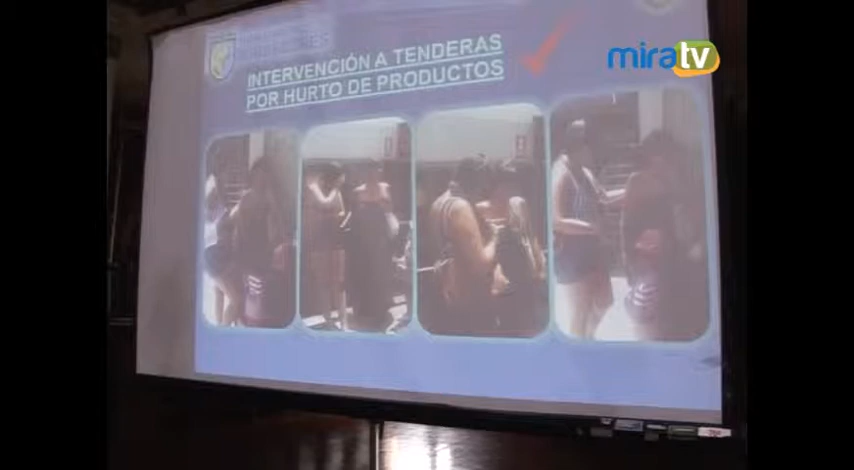 miratv
INTERVENCIÓN A TENDERAS
POR HURTO DE PRODUCTOS